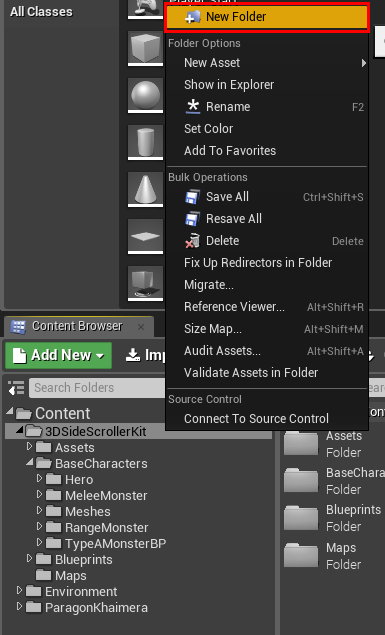 All Classes
New Folder
Folder Options
New Asset
Show in Explorer
Rename F2
Set Color
Add To Favorites
Bulk Operations
Save All Ctrl+Shift+S
Resave All
Delete Delete
Fix Up Redirectors in Folder
Migrate...
Reference Viewer... Alt+Shift+R
Size Map... Alt+Shift+M
Audit Assets... Alt+Shift+A
Validate Assets in Folder
Source Control
Connect To Source Control
Content Browser
Add New
Search Folders
Content
3DSideScrollerKit
Assets
BaseCharacters
Hero
MeleeMonster
Meshes
RangeMonster
TypeAMonsterBP
Blueprints
Maps
Environment
ParagonKhaimera
Assets
Folder
BaseChara
Folder
Blueprints
Folder
Maps
Folder